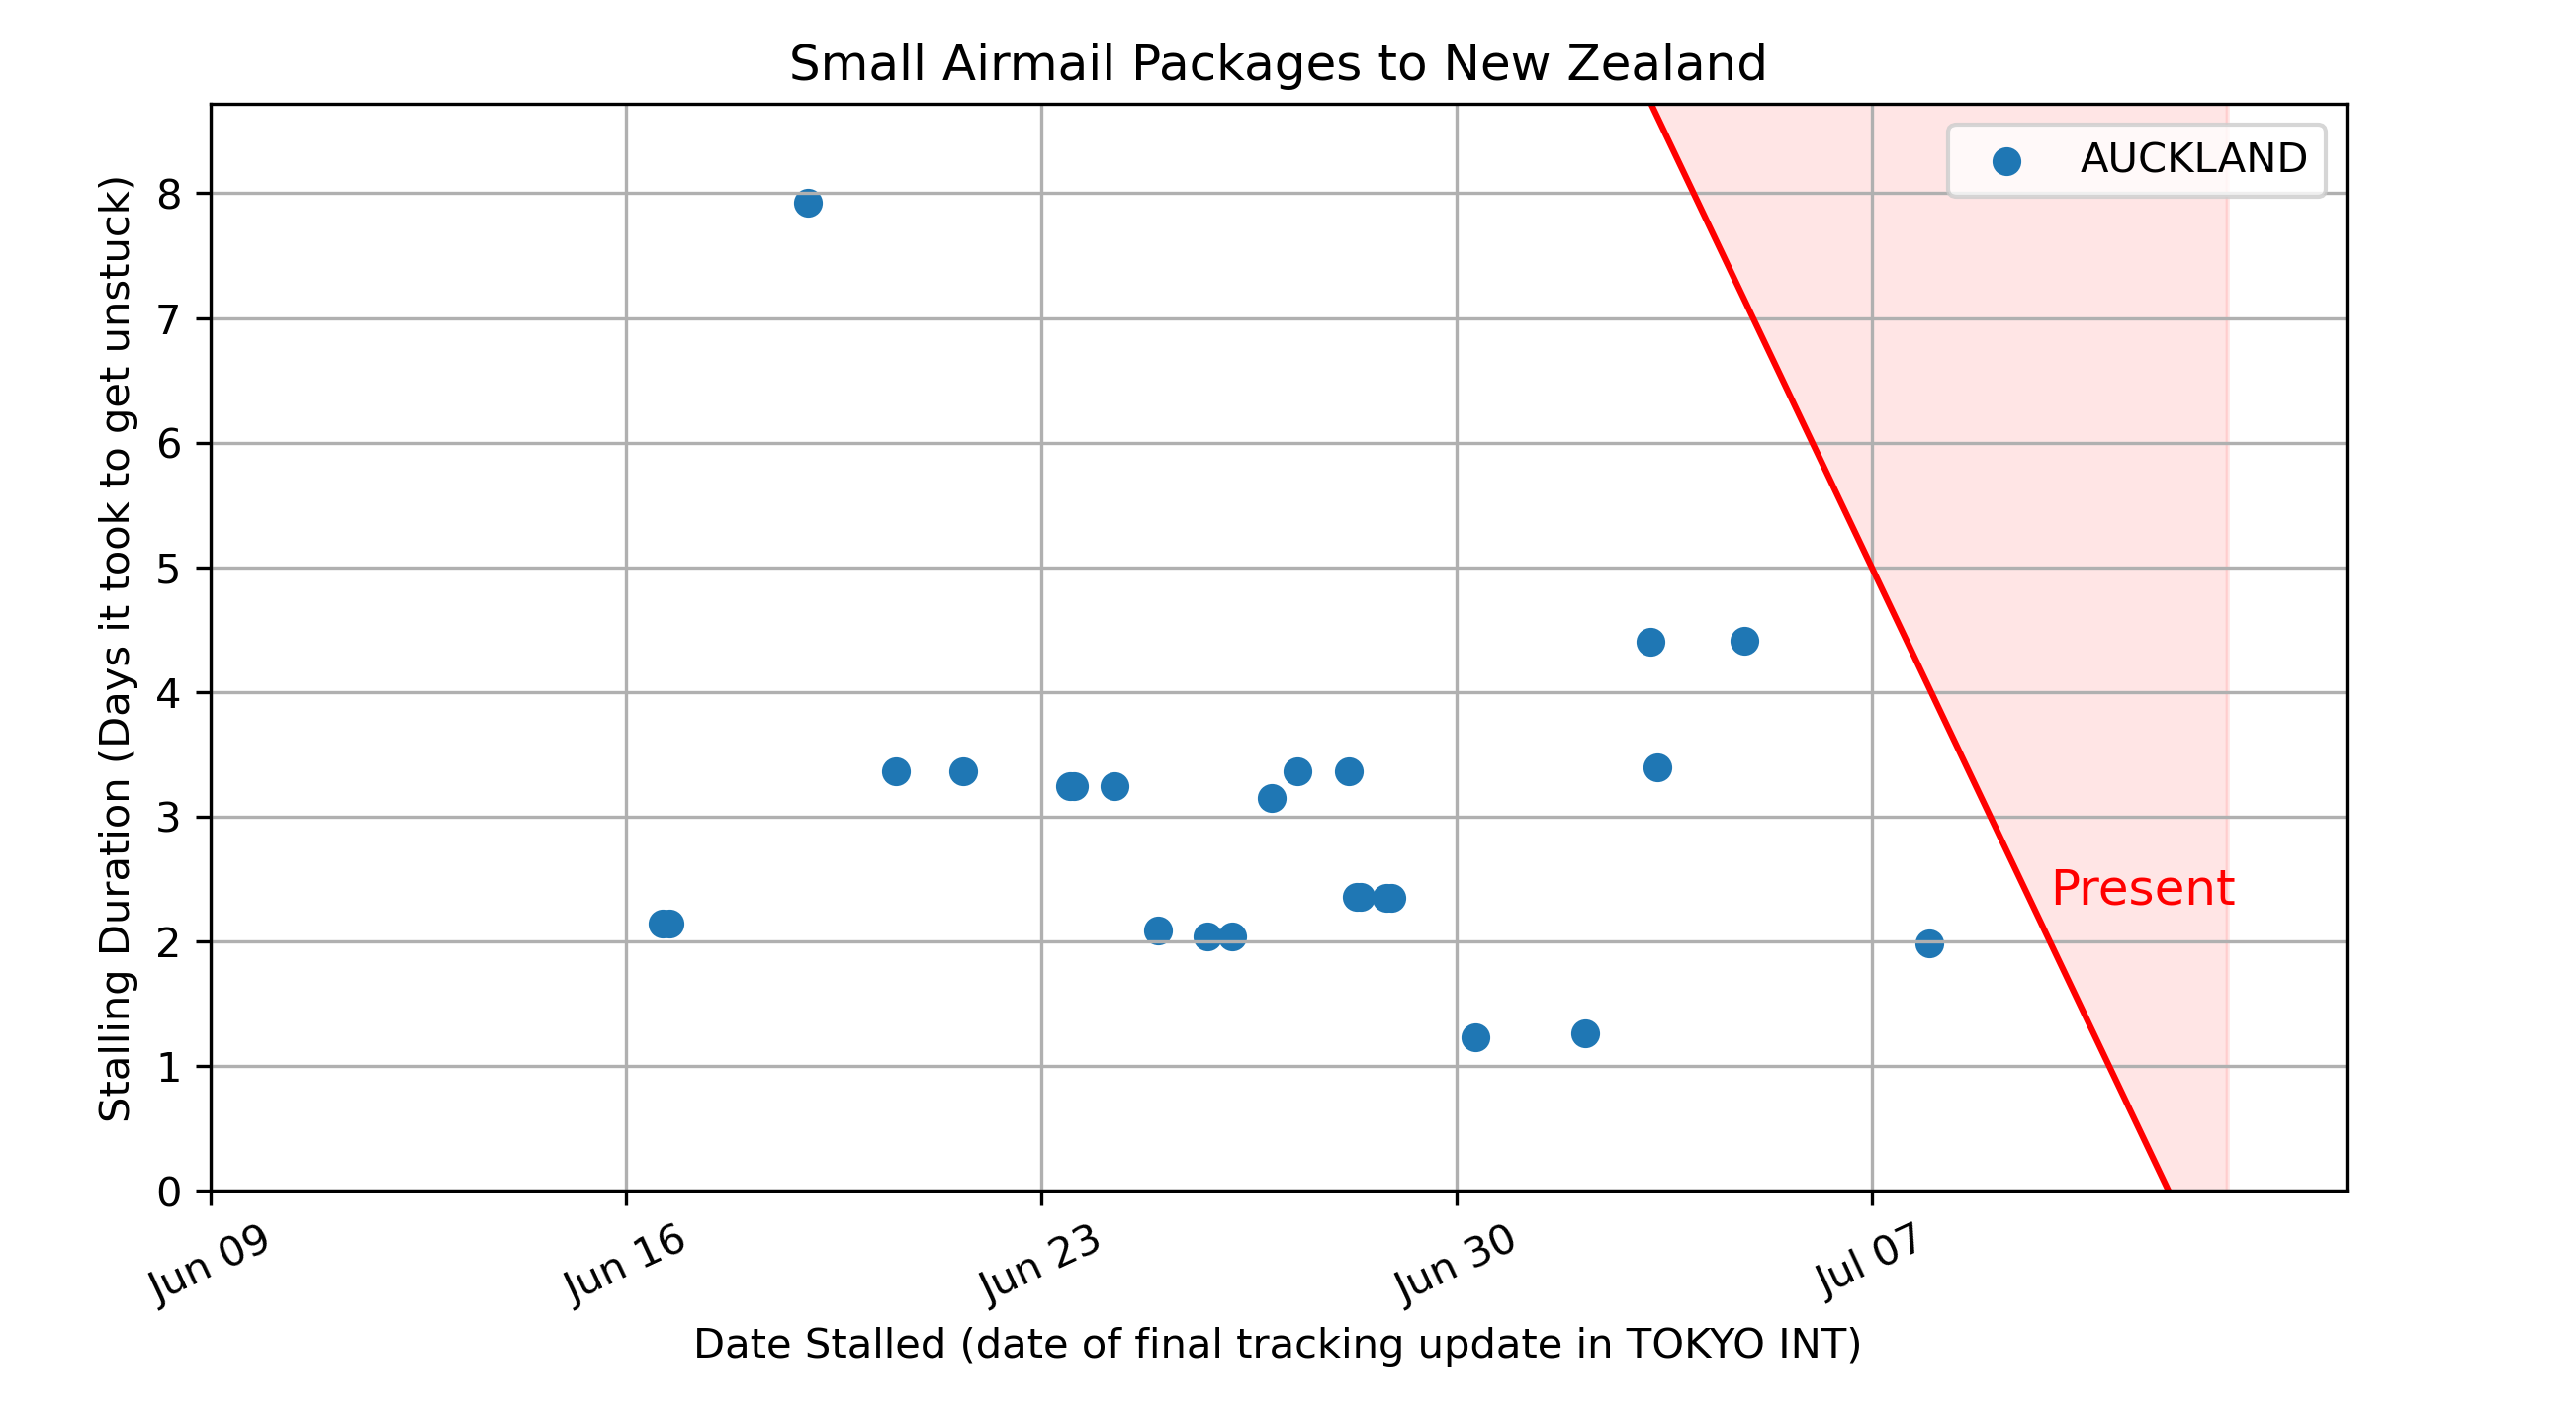 Small Airmail Packages to New Zealand
AUCKLAND
Stalling Duration (Days it took to get unstuck)
8
7
6
5
4
3
2
1
0
Present
Jun 09
Jun 16
Jun 23
Jun 30
Jul 07
Date Stalled (date of final tracking update in TOKYO INT)